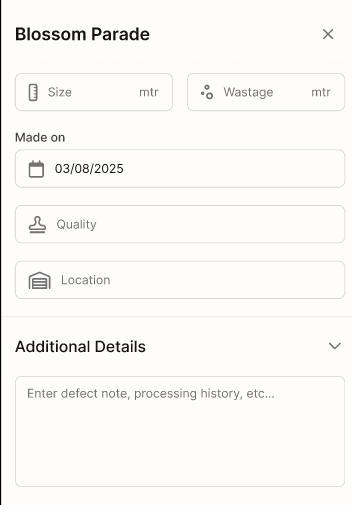 Blossom Parade
Size mtr
Wastage mtr
Made on
03/08/2025
Quality
Location
Additional Details
Enter defect note, processing history, etc...